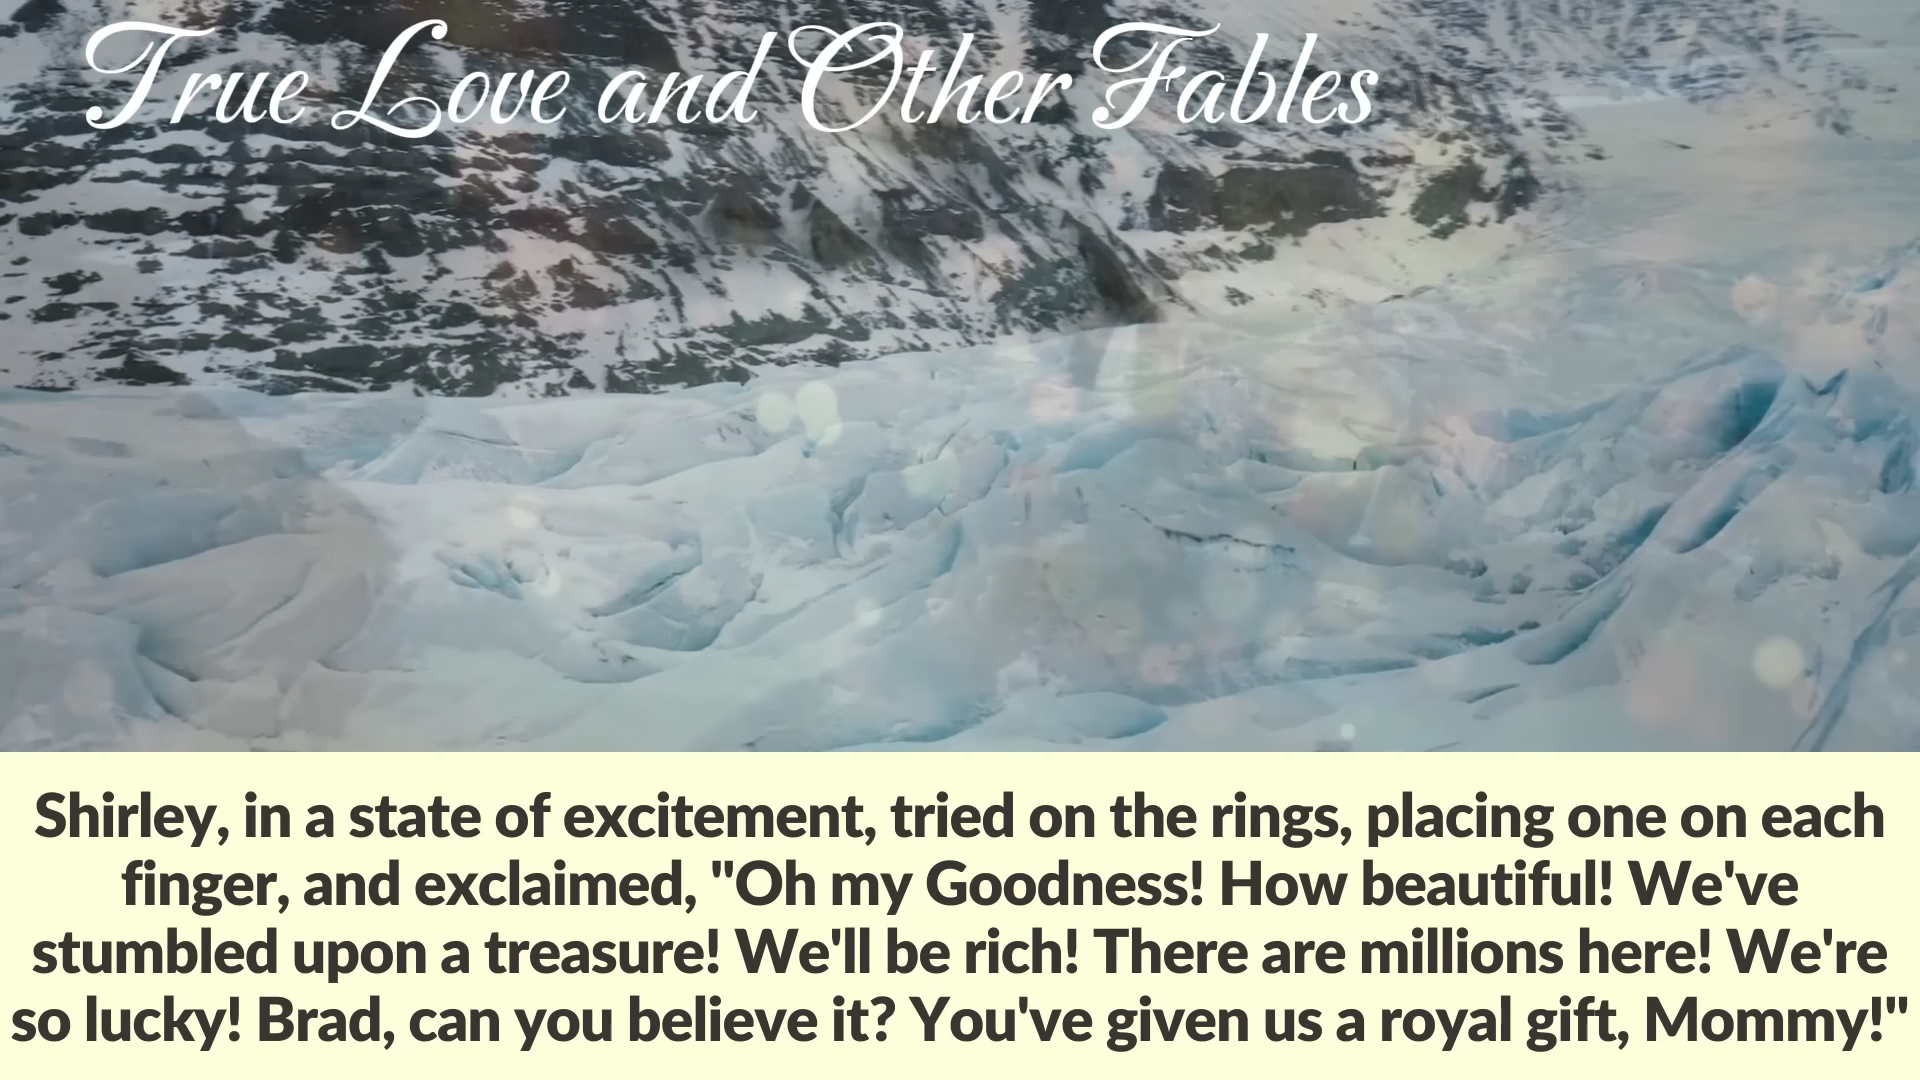 True Love and Other Fables
Shirley, in a state of excitement, tried on the rings, placing one on each
finger, and exclaimed, "Oh my Goodness! How beautiful! We've
stumbled upon a treasure! We'll be rich! There are millions here! We're
so lucky! Brad, can you believe it? You've given us a royal gift, Mommy!"